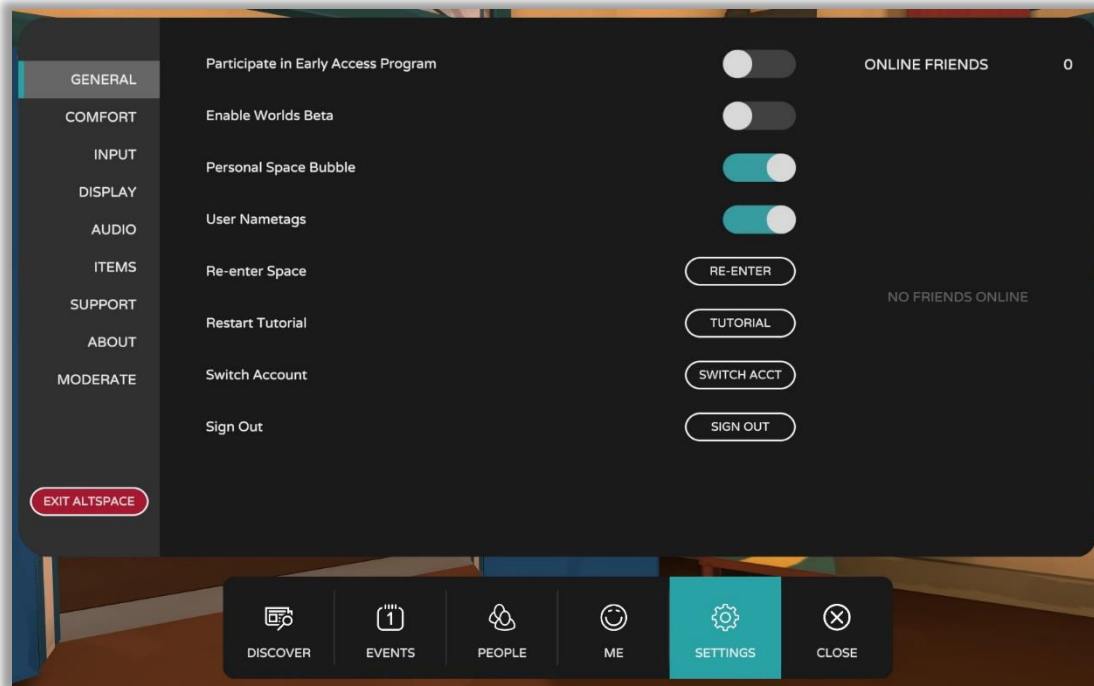 GENERAL
COMFORT
INPUT
DISPLAY
AUDIO
ITEMS
SUPPORT
ABOUT
MODERATE
EXIT ALTSPACE
Participate in Early Access Program
Enable Worlds Beta
Personal Space Bubble
User Nametags
Re-enter Space
RE-ENTER
Restart Tutorial
TUTORIAL
Switch Account
SWITCH ACCT
Sign Out
SIGN OUT
ONLINE FRIENDS 0
NO FRIENDS ONLINE
1
DISCOVER
EVENTS
PEOPLE
ME
SETTINGS
CLOSE